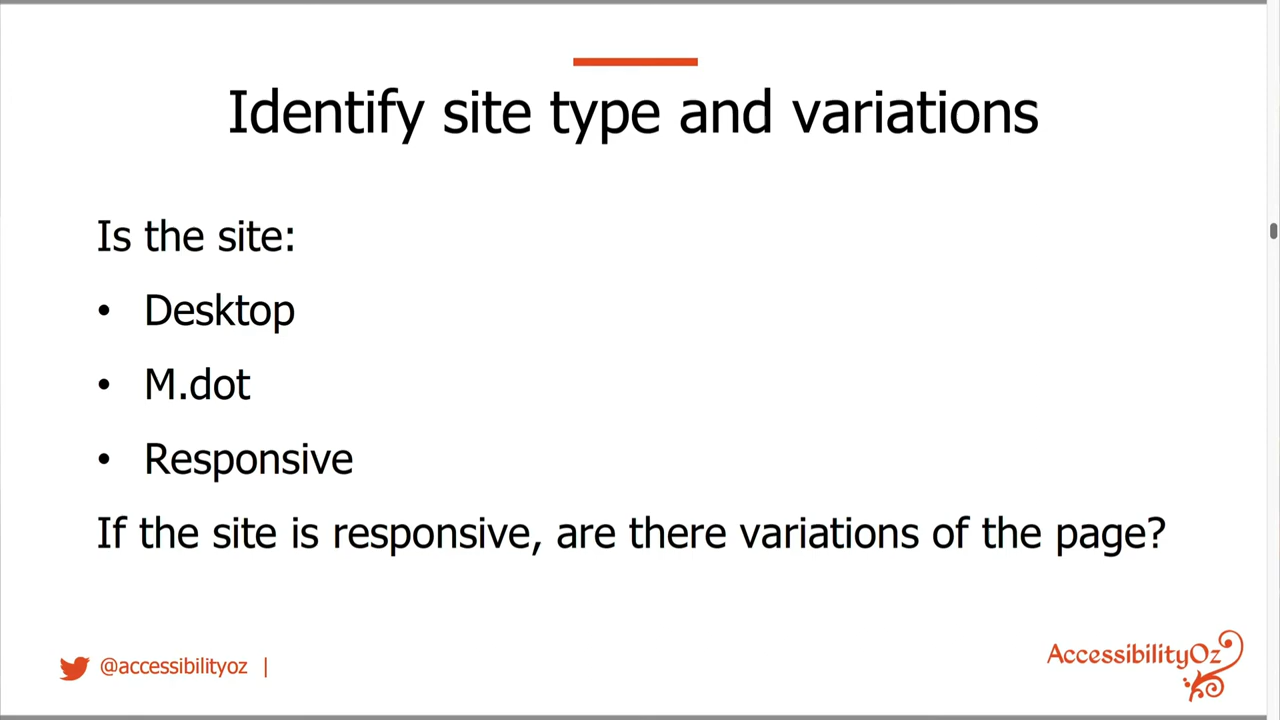 Identify site type and variations
Is the site:
• Desktop
• M.dot
• Responsive
If the site is responsive, are there variations of the page?
@accessibilityoz |
AccessibilityOz